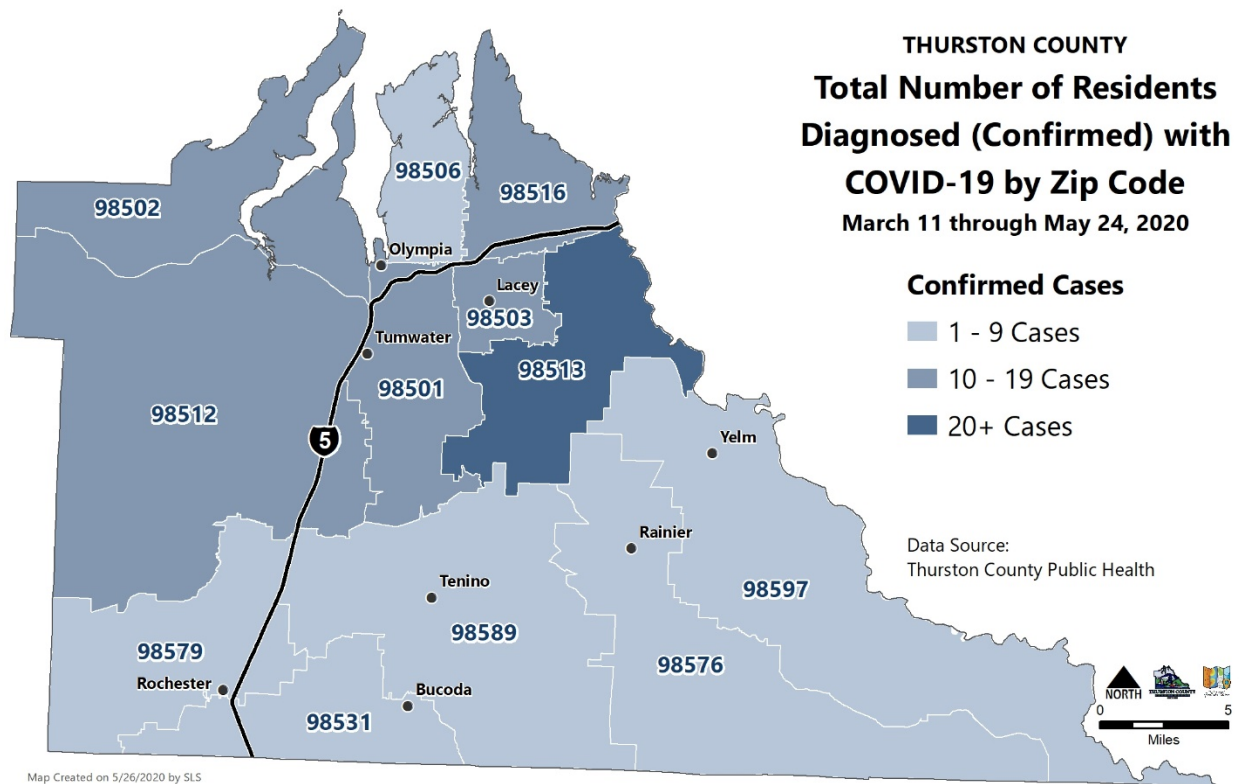 THURSTON COUNTY
Total Number of Residents
Diagnosed (Confirmed) with
COVID-19 by Zip Code
March 11 through May 24, 2020
Confirmed Cases
1 - 9 Cases
10 - 19 Cases
20+ Cases
98506
98516
98502
Olympia
Lacey
98503
Tumwater
98513
98501
98512
5
Yelm
Rainier
Data Source:
Thurston County Public Health
Tenino
98597
98589
98579
98576
Rochester
Bucoda
98531
NORTH
THURSTON COUNTY
0 5
Miles
Map Created on 5/26/2020 by SLS